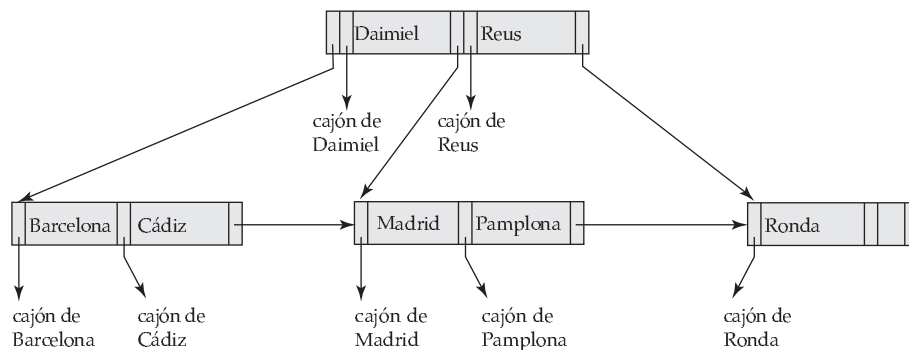 Daimiel Reus
cajón de
Daimiel
cajón de
Reus
Barcelona Cádiz
Madrid Pamplona
Ronda
cajón de
Barcelona
cajón de
Cádiz
cajón de
Madrid
cajón de
Pamplona
cajón de
Ronda